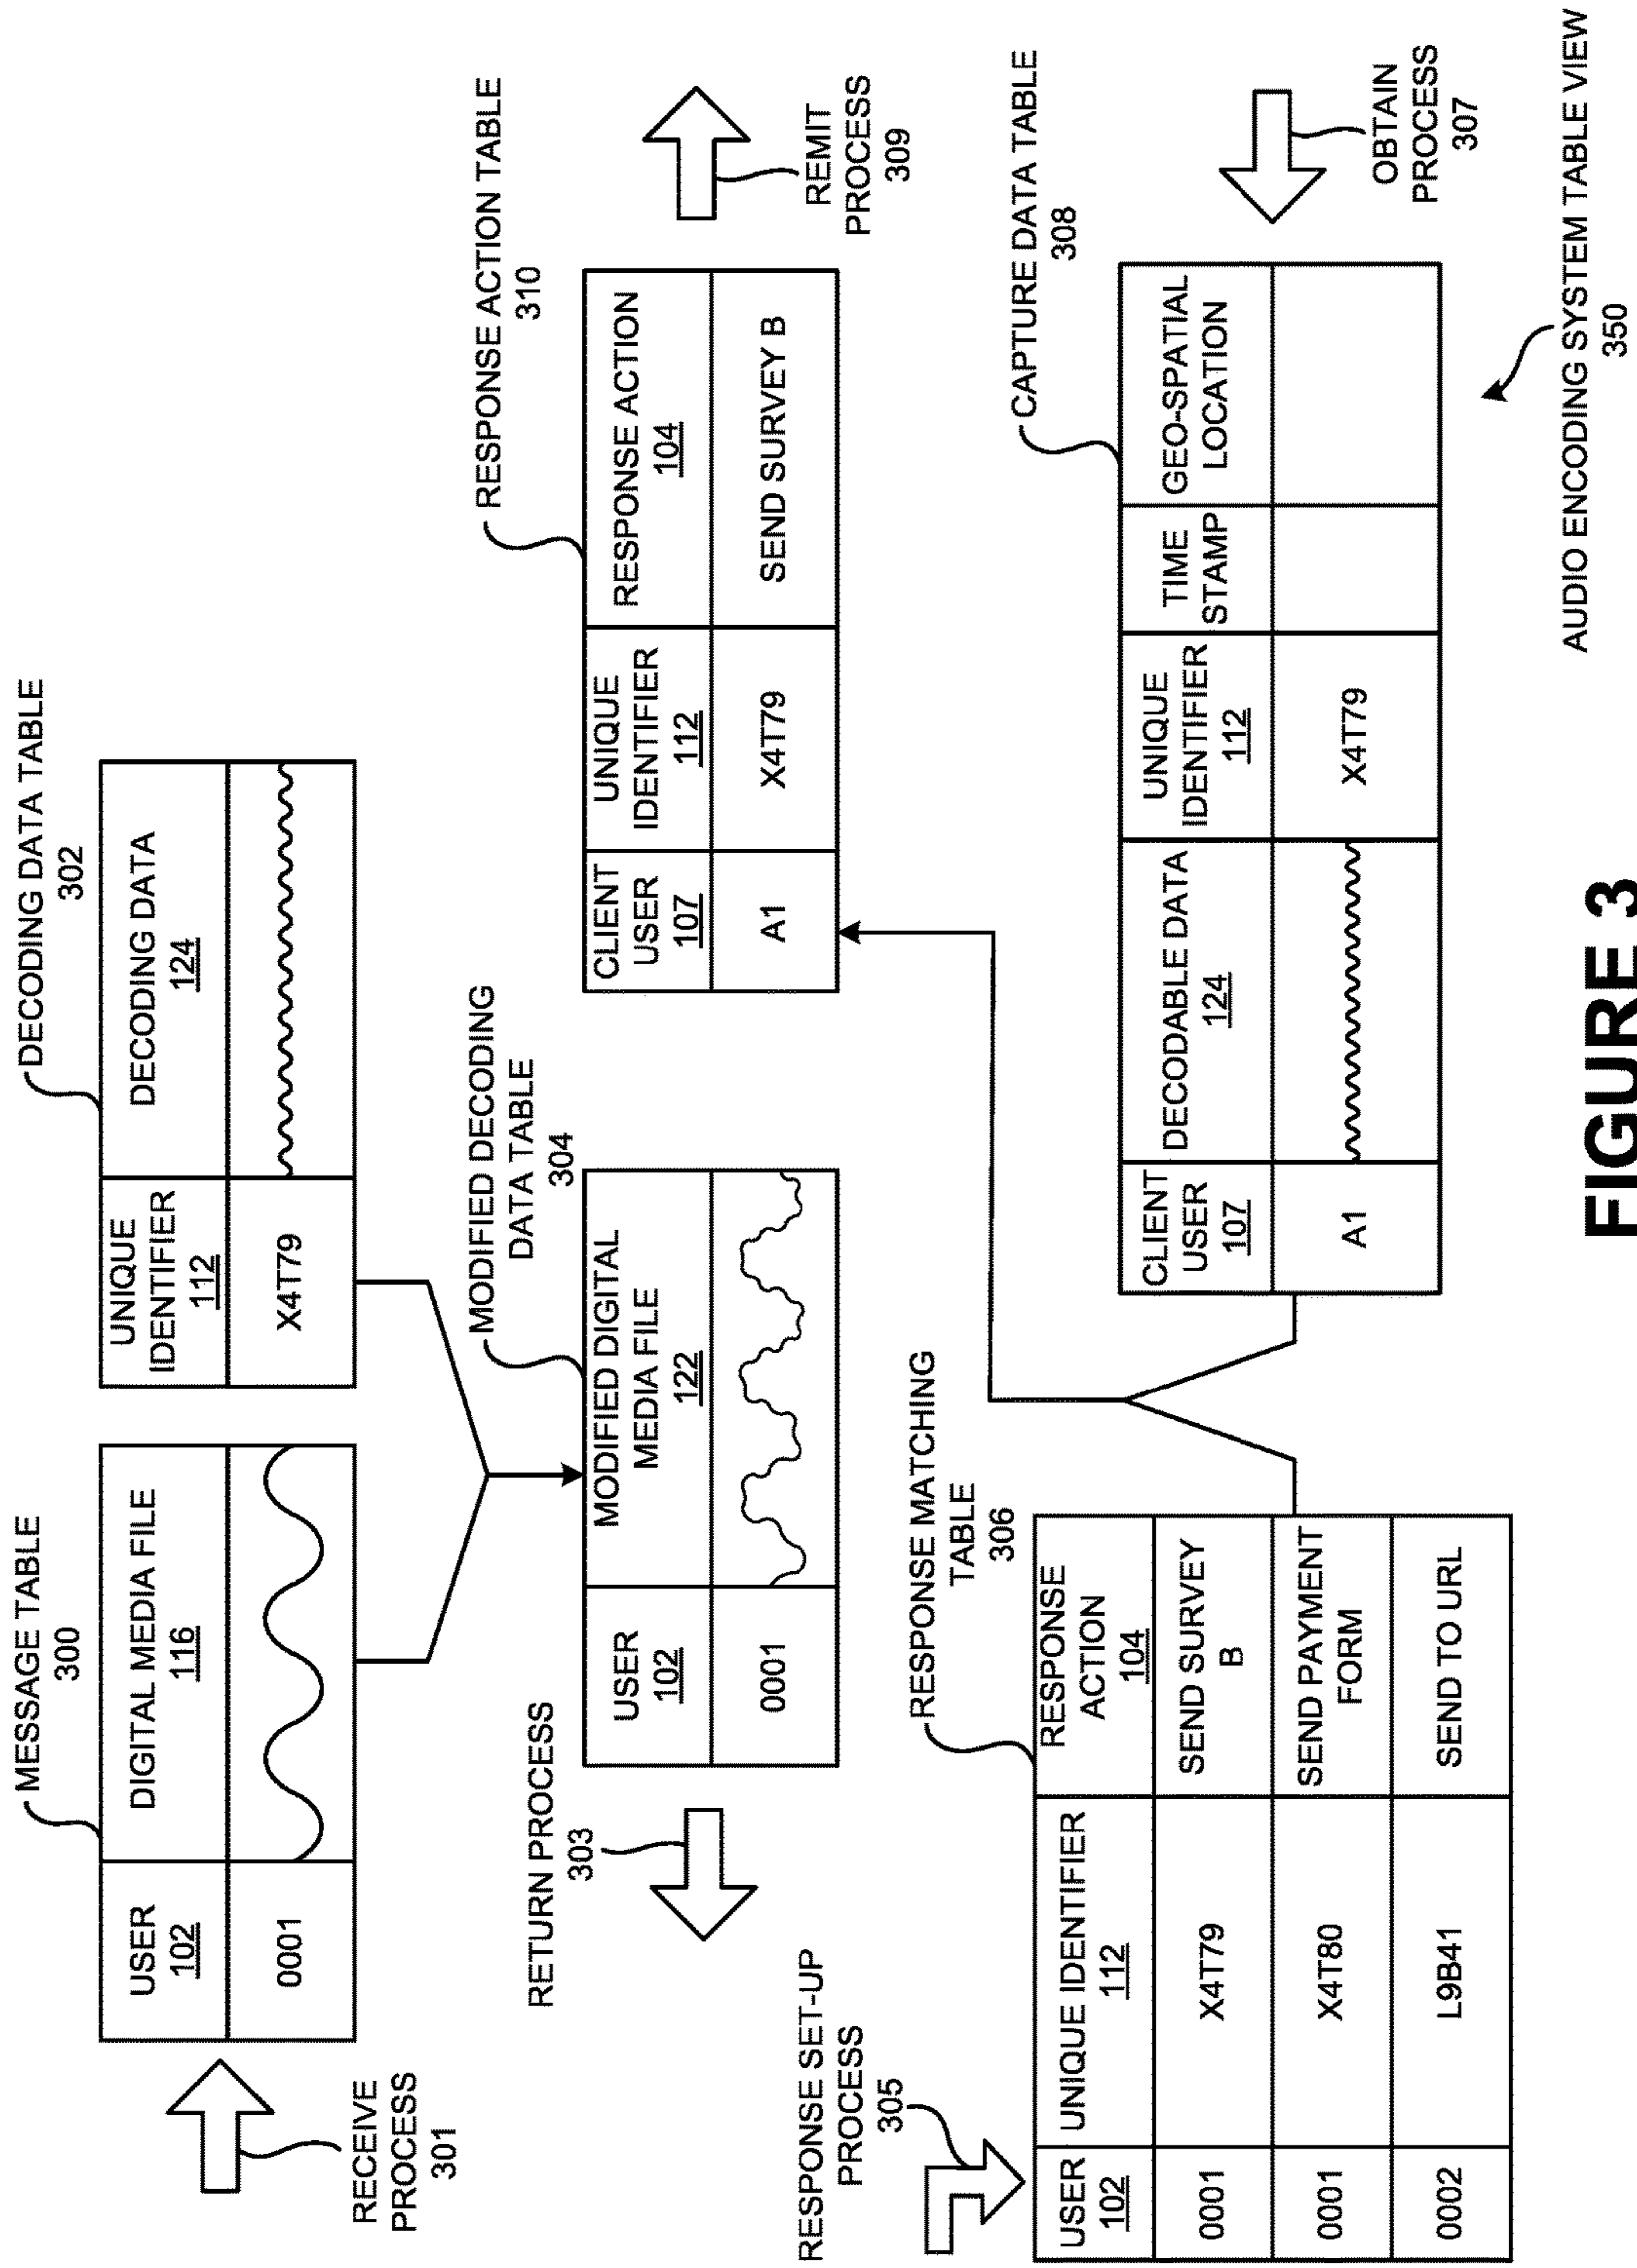 MESSAGE TABLE
300
USER
102
DIGITAL MEDIA FILE
116
0001
RECEIVE
PROCESS
301
DECODING DATA TABLE
302
UNIQUE
IDENTIFIER
112
DECODING DATA
124
X4T79
RETURN PROCESS
303
MODIFIED DECODING
DATA TABLE
304
USER
102
MODIFIED DIGITAL
MEDIA FILE
122
0001
RESPONSE ACTION TABLE
310
CLIENT
USER
107
UNIQUE
IDENTIFIER
112
RESPONSE ACTION
104
A1
X4T79
SEND SURVEY B
REMIT
PROCESS
309
RESPONSE SET-UP
PROCESS
305
RESPONSE MATCHING
TABLE
306
USER
102
UNIQUE IDENTIFIER
112
RESPONSE
ACTION
104
0001
X4T79
SEND SURVEY
B
0001
X4T80
SEND PAYMENT
FORM
0002
L9B41
SEND TO URL
CAPTURE DATA TABLE
308
CLIENT
USER
107
DECODABLE DATA
124
UNIQUE
IDENTIFIER
112
TIME
STAMP
GEO-SPATIAL
LOCATION
A1
X4T79
OBTAIN
PROCESS
307
AUDIO ENCODING SYSTEM TABLE VIEW
350
FIGURE 3